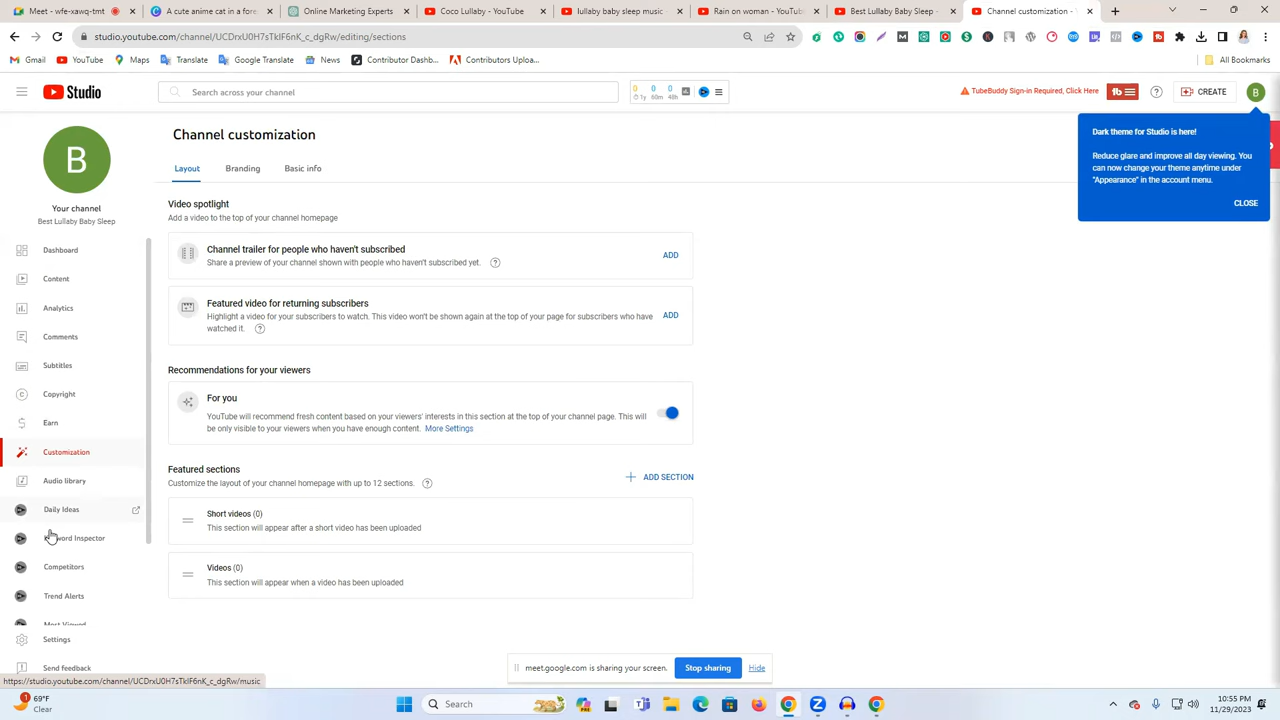 Meet - wfe-xawq-tmt
A cute anime cat in a fore
Online Marketing Experts
Coco Lullaby - YouTube
lullaby baby sleep music -
Rain on woman - YouTube
Best Lullaby Baby Sleep -
Channel customization - Y
studio.youtube.com/channel/UCDrxU0H7sTkIF6nK_c_dgRw/editing/sections
Gmail
YouTube
Maps
Translate
Google Translate
News
Contributor Dashb...
Contributor Uploa...
All Bookmarks
Studio
Search across your channel
0 0 0
1y 60m 48h
TubeBuddy Sign-in Required, Click Here
tb
CREATE
B
Dark theme for Studio is here!
Reduce glare and improve all day viewing. You
can now change your theme anytime under
"Appearance" in the account menu.
CLOSE
B
Your channel
Best Lullaby Baby Sleep
Dashboard
Content
Analytics
Comments
Subtitles
Copyright
Earn
Customization
Audio library
Daily Ideas
Competitors
Trend Alerts
Most Viewed
Settings
Send feedback
Channel customization
Layout
Branding
Basic info
Video spotlight
Add a video to the top of your channel homepage
Channel trailer for people who haven't subscribed
Share a preview of your channel shown with people who haven't subscribed yet.
ADD
Featured video for returning subscribers
Highlight a video for your subscribers to watch. This video won't be shown again at the top of your page for subscribers who have
watched it.
ADD
Recommendations for your viewers
For you
YouTube will recommend fresh content based on your viewers' interests in this section at the top of your channel page. This will
be only visible to your viewers when you have enough content. More Settings
Featured sections
Customize the layout of your channel homepage with up to 12 sections.
ADD SECTION
Short videos (0)
This section will appear after a short video has been uploaded
Videos (0)
This section will appear when a video has been uploaded
meet.google.com is sharing your screen.
Stop sharing
Hide
https://studio.youtube.com/channel/UCDrxU0H7sTkIF6nK_c_dgRw/music
1
69°F
Clear
Search
10:55 PM
11/29/2023